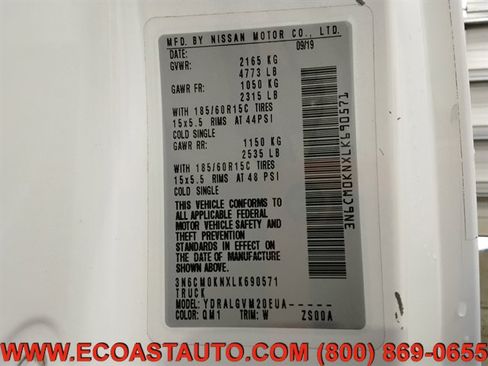 MFD. BY NISSAN MOTOR CO., LTD.
DATE: 09/19
GVWR: 2165 KG
4773 LB
GAWR FR: 1050 KG
2315 LB
WITH 185/60R15C TIRES
15x5.5 RIMS AT 44PSI
COLD SINGLE
GAWR RR: 1150 KG
2535 LB
WITH 185/60R15C TIRES
15x5.5 RIMS AT 48 PSI
COLD SINGLE
THIS VEHICLE CONFORMS TO
ALL APPLICABLE FEDERAL
MOTOR VEHICLE SAFETY AND
THEFT PREVENTION
STANDARDS IN EFFECT ON
THE DATE OF MANUFACTURE
SHOWN ABOVE.
3N6CM0KNXLK690571
TRUCK
MODEL: YDRALGVM20EUA-----
COLOR: QM1 TRIM: W ZS00A
3N6CM0KNXLK690571
WWW.ECOASTAUTO.COM (800) 869-0655